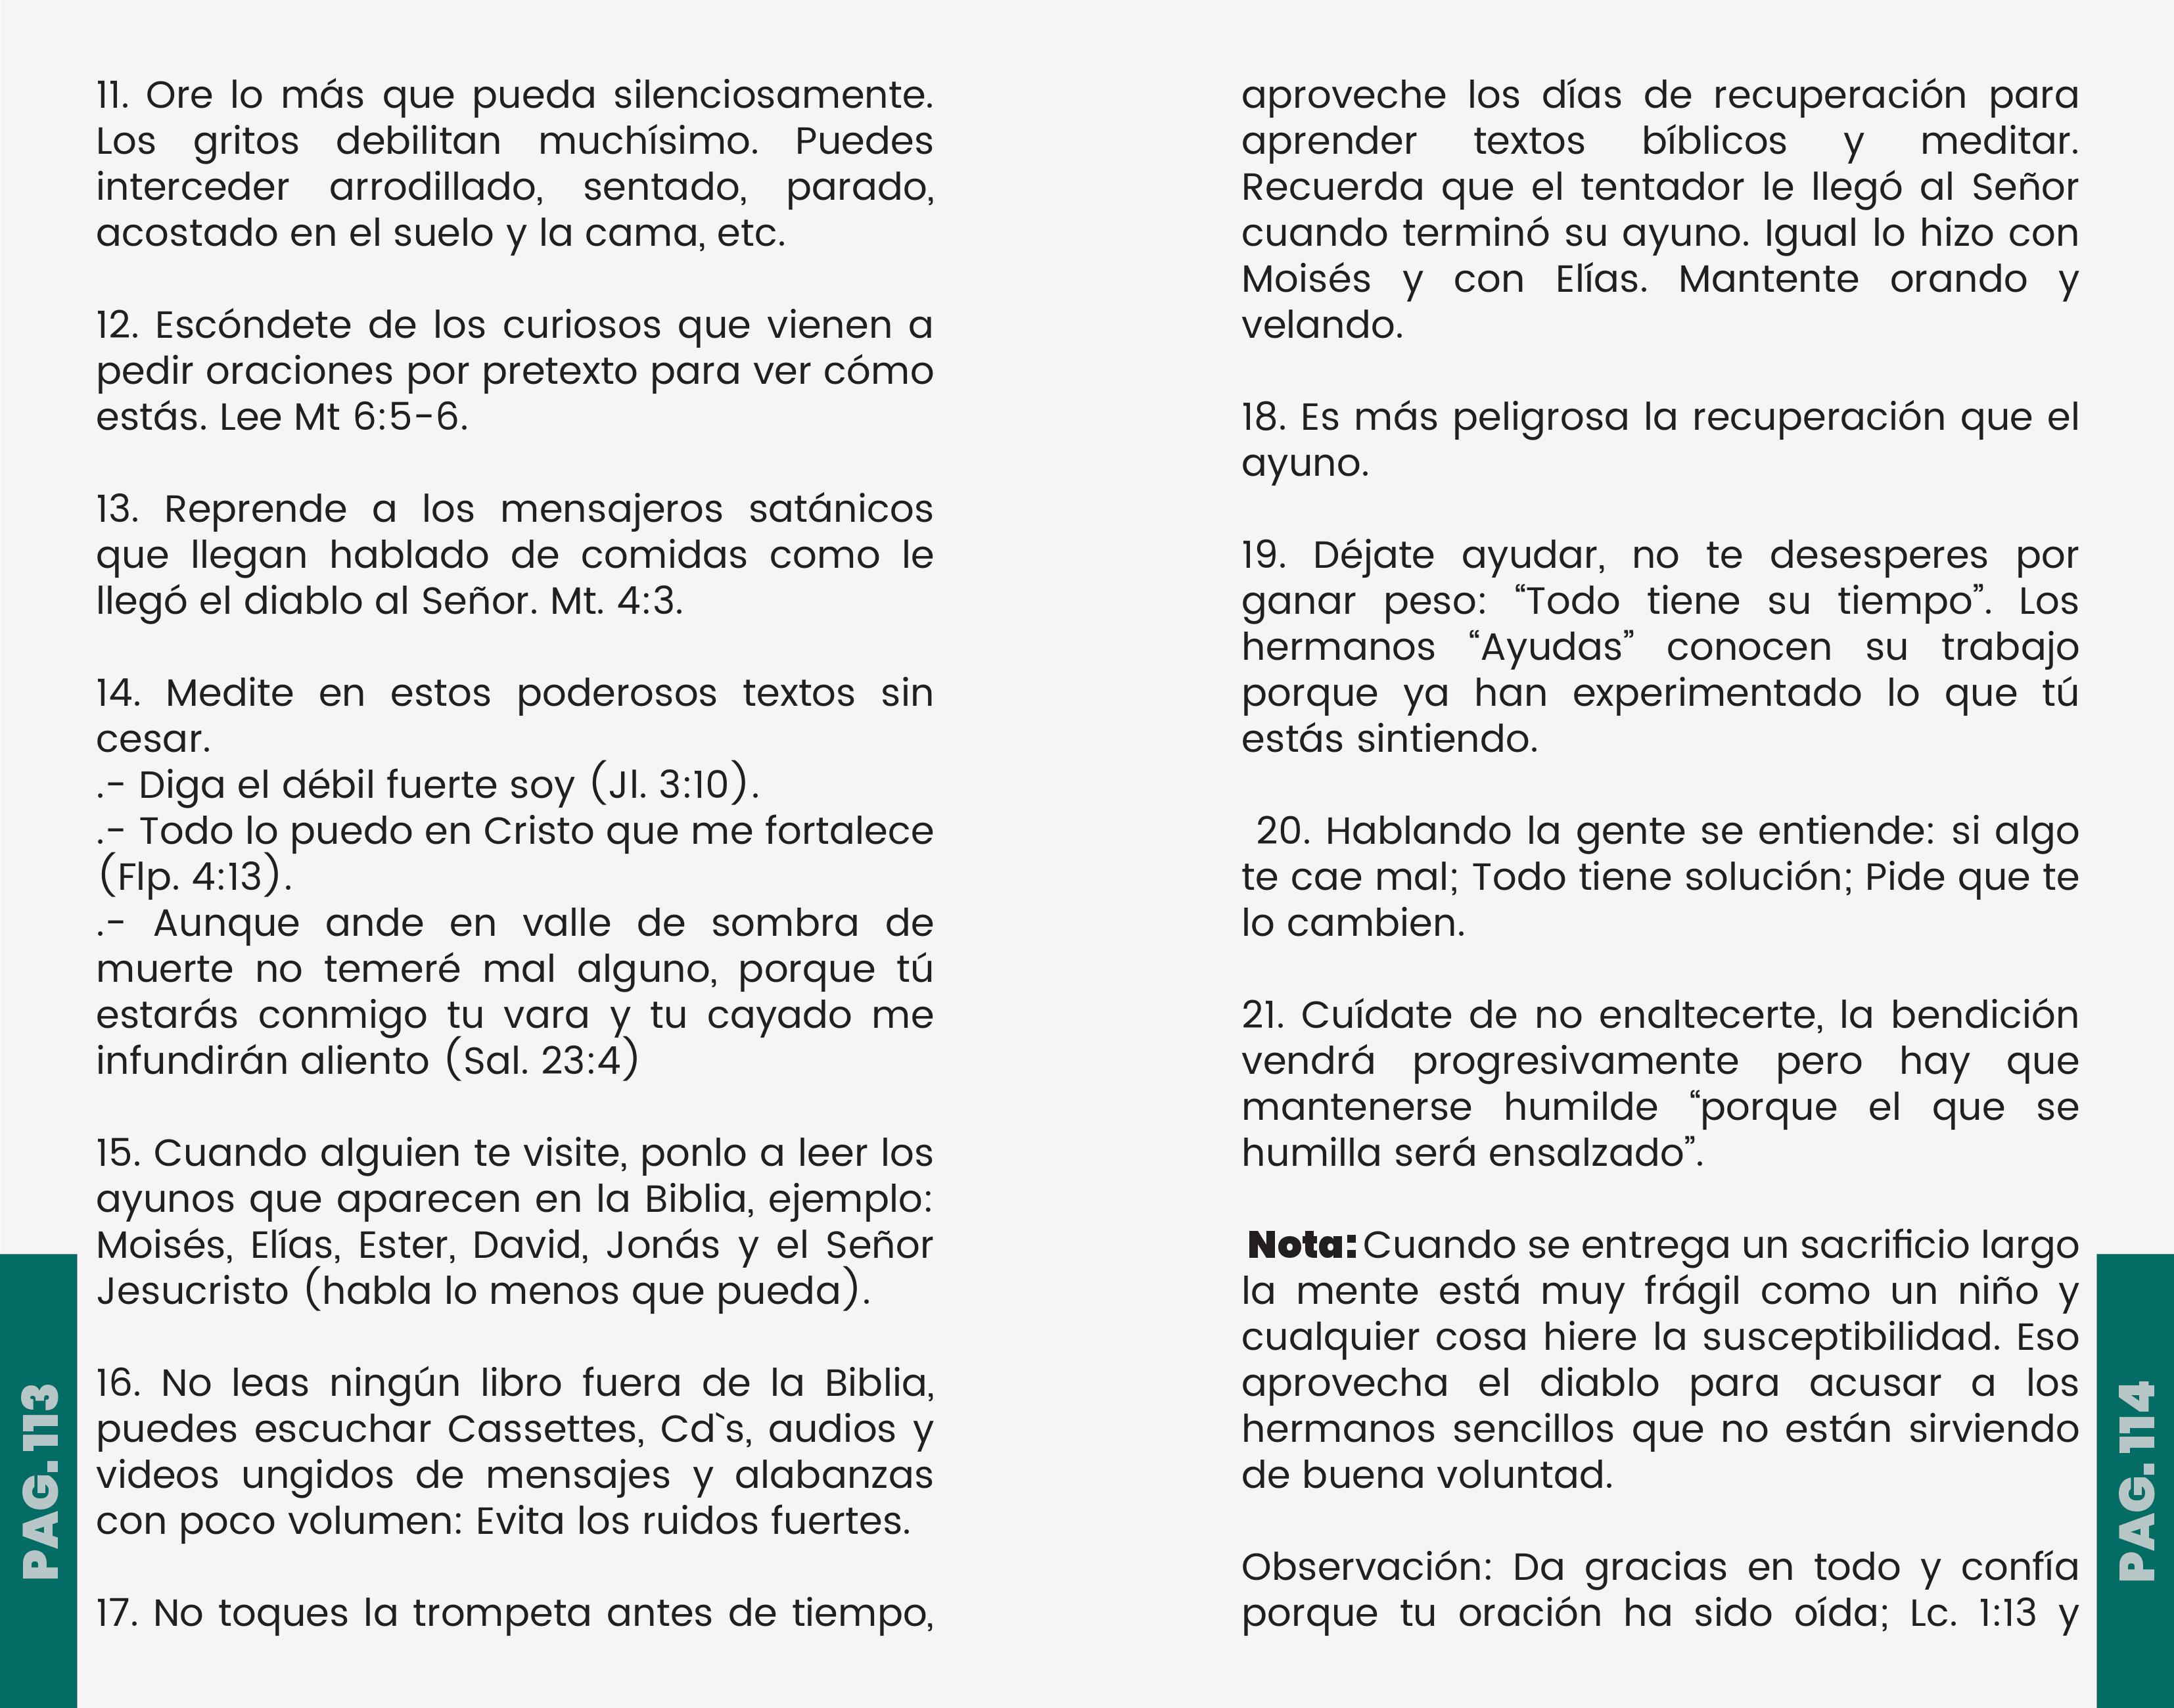 11. Ore lo más que pueda silenciosamente.
Los gritos debilitan muchísimo. Puedes
interceder arrodillado, sentado, parado,
acostado en el suelo y la cama, etc.
12. Escóndete de los curiosos que vienen a
pedir oraciones por pretexto para ver cómo
estás. Lee Mt 6:5-6.
13. Reprende a los mensajeros satánicos
que llegan hablado de comidas como le
llegó el diablo al Señor. Mt. 4:3.
14. Medite en estos poderosos textos sin
cesar.
.- Diga el débil fuerte soy (Jl. 3:10).
.- Todo lo puedo en Cristo que me fortalece
(Flp. 4:13).
.- Aunque ande en valle de sombra de
muerte no temeré mal alguno, porque tú
estarás conmigo tu vara y tu cayado me
infundirán aliento (Sal. 23:4)
15. Cuando alguien te visite, ponlo a leer los
ayunos que aparecen en la Biblia, ejemplo:
Moisés, Elías, Ester, David, Jonás y el Señor
Jesucristo (habla lo menos que pueda).
16. No leas ningún libro fuera de la Biblia,
puedes escuchar Cassettes, Cd`s, audios y
videos ungidos de mensajes y alabanzas
con poco volumen: Evita los ruidos fuertes.
17. No toques la trompeta antes de tiempo,
PAG. 113
aproveche los días de recuperación para
aprender textos bíblicos y meditar.
Recuerda que el tentador le llegó al Señor
cuando terminó su ayuno. Igual lo hizo con
Moisés y con Elías. Mantente orando y
velando.
18. Es más peligrosa la recuperación que el
ayuno.
19. Déjate ayudar, no te desesperes por
ganar peso: “Todo tiene su tiempo”. Los
hermanos “Ayudas” conocen su trabajo
porque ya han experimentado lo que tú
estás sintiendo.
20. Hablando la gente se entiende: si algo
te cae mal; Todo tiene solución; Pide que te
lo cambien.
21. Cuídate de no enaltecerte, la bendición
vendrá progresivamente pero hay que
mantenerse humilde “porque el que se
humilla será ensalzado”.
Nota: Cuando se entrega un sacrificio largo
la mente está muy frágil como un niño y
cualquier cosa hiere la susceptibilidad. Eso
aprovecha el diablo para acusar a los
hermanos sencillos que no están sirviendo
de buena voluntad.
Observación: Da gracias en todo y confía
porque tu oración ha sido oída; Lc. 1:13 y
PAG. 114